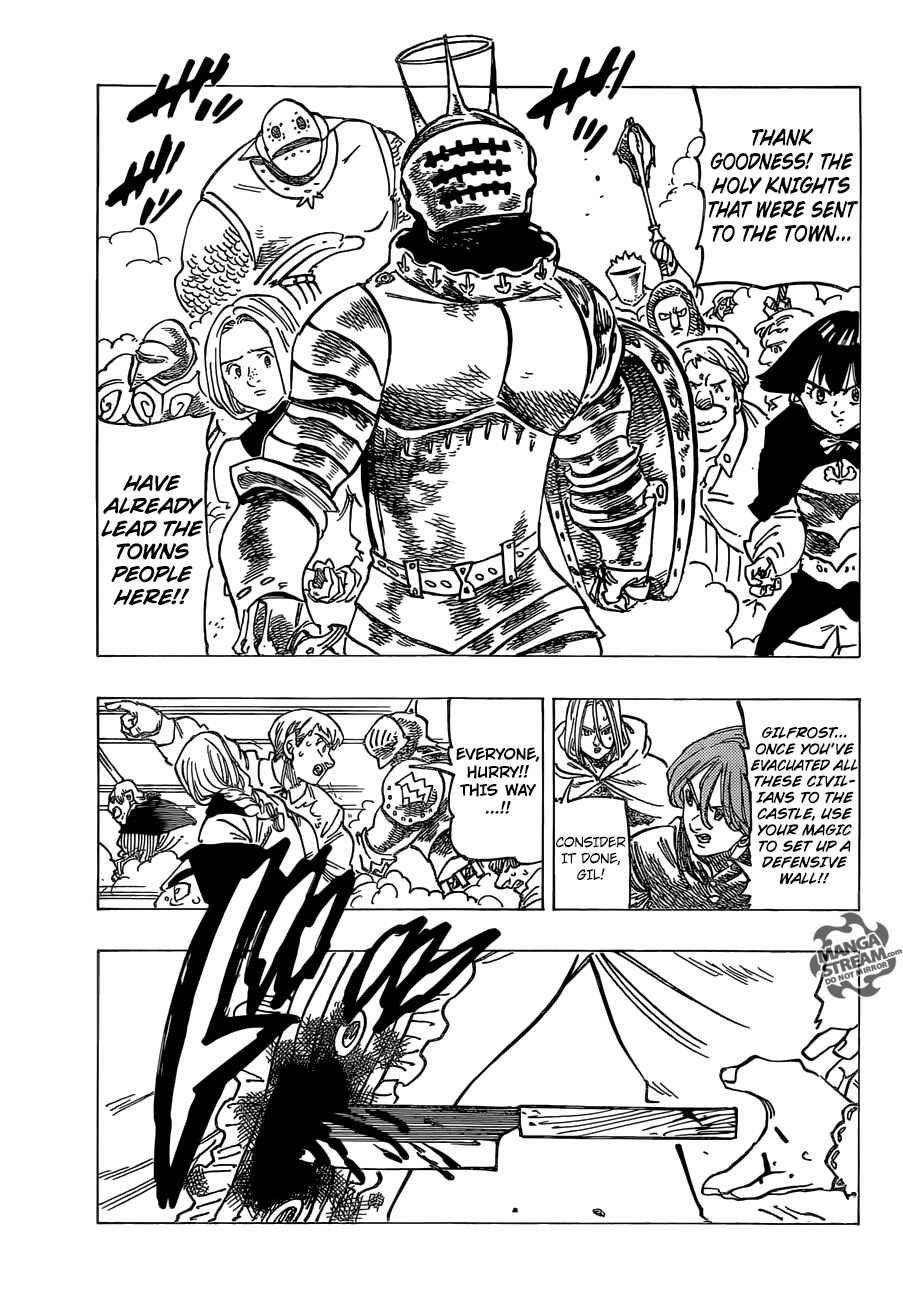 THANK
GOODNESS! THE
HOLY KNIGHTS
THAT WERE SENT
TO THE TOWN...
HAVE
ALREADY
LEAD THE
TOWNS
PEOPLE
HERE!!
GILFROST...
ONCE YOU'VE
EVACUATED ALL
THESE CIVIL-
IANS TO THE
CASTLE, USE
YOUR MAGIC
TO SET UP A
DEFENSIVE
WALL!!
CONSIDER
IT DONE,
GIL!
EVERYONE,
HURRY!!
THIS WAY
...!!
MANGA
STREAM.com
DO NOT MIRROR